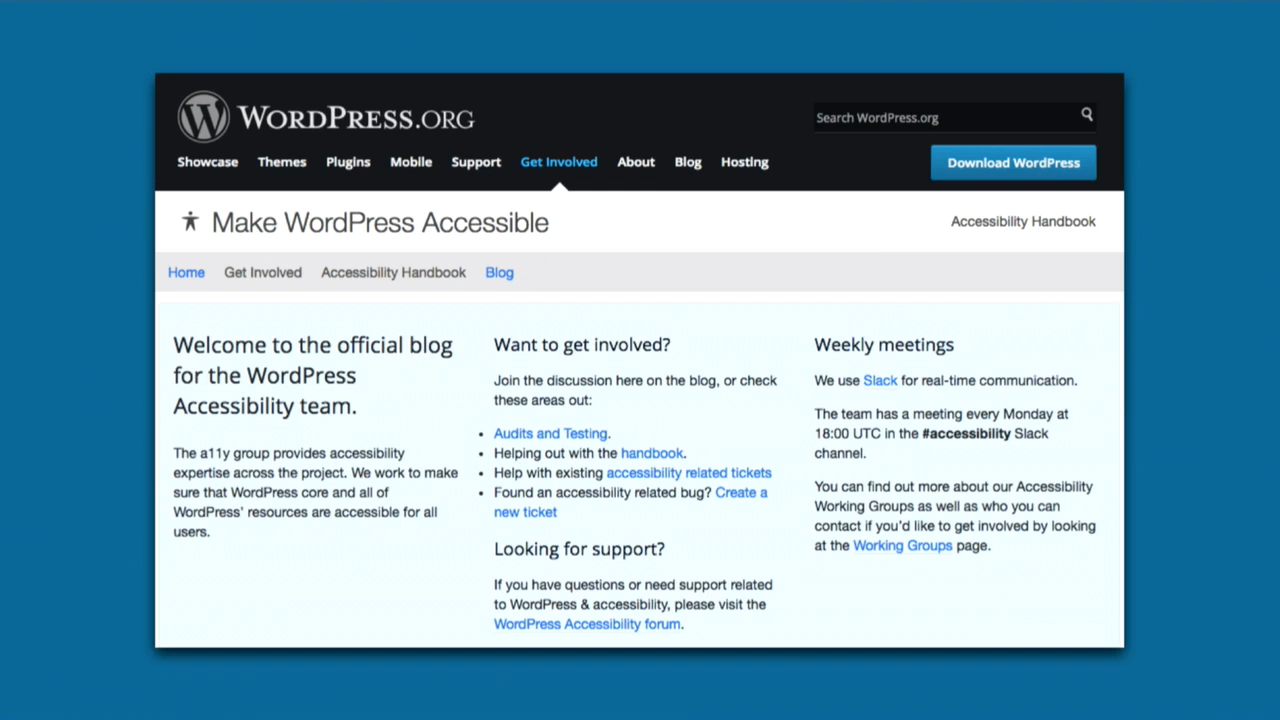 WORDPRESS.ORG
Search WordPress.org
Showcase Themes Plugins Mobile Support Get Involved About Blog Hosting
Download WordPress
Make WordPress Accessible
Accessibility Handbook
Home Get Involved Accessibility Handbook Blog
Welcome to the official blog
for the WordPress
Accessibility team.
The a11y group provides accessibility
expertise across the project. We work to make
sure that WordPress core and all of
WordPress' resources are accessible for all
users.
Want to get involved?
Join the discussion here on the blog, or check
these areas out:
• Audits and Testing.
• Helping out with the handbook.
• Help with existing accessibility related tickets
• Found an accessibility related bug? Create a
new ticket
Looking for support?
If you have questions or need support related
to WordPress & accessibility, please visit the
WordPress Accessibility forum.
Weekly meetings
We use Slack for real-time communication.
The team has a meeting every Monday at
18:00 UTC in the #accessibility Slack
channel.
You can find out more about our Accessibility
Working Groups as well as who you can
contact if you'd like to get involved by looking
at the Working Groups page.